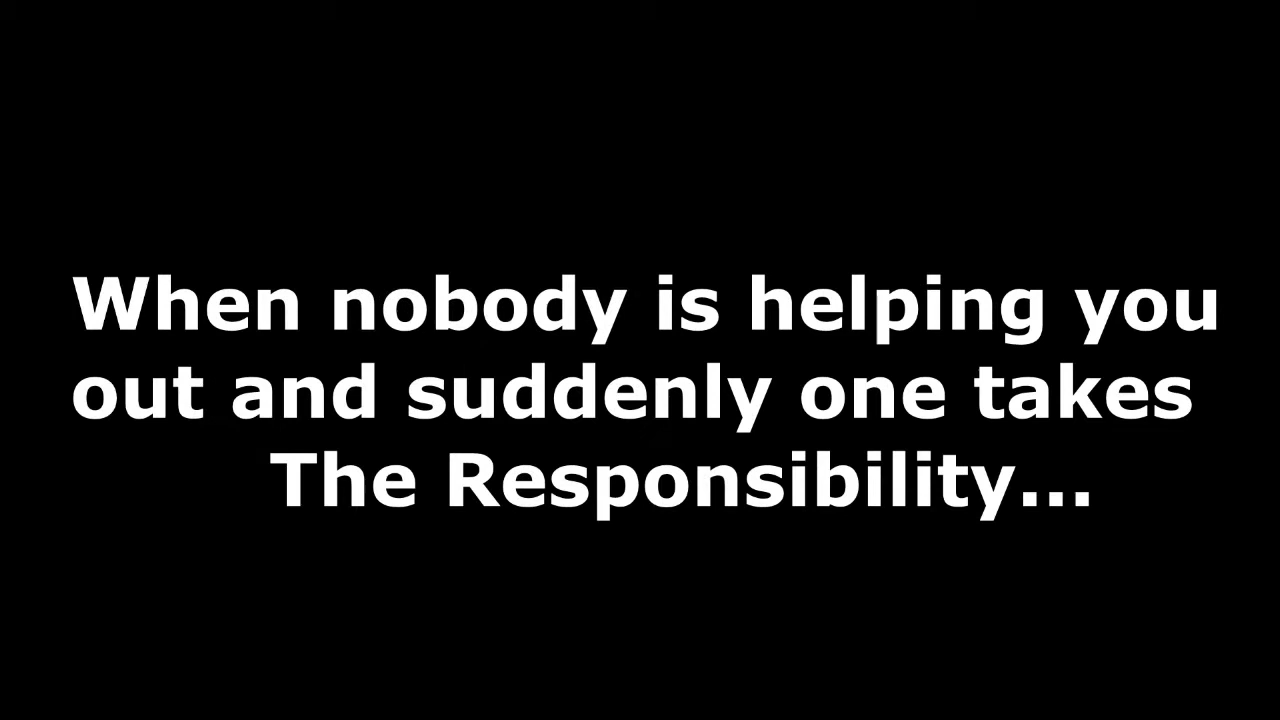 When nobody is helping you
out and suddenly one takes
The Responsibility...